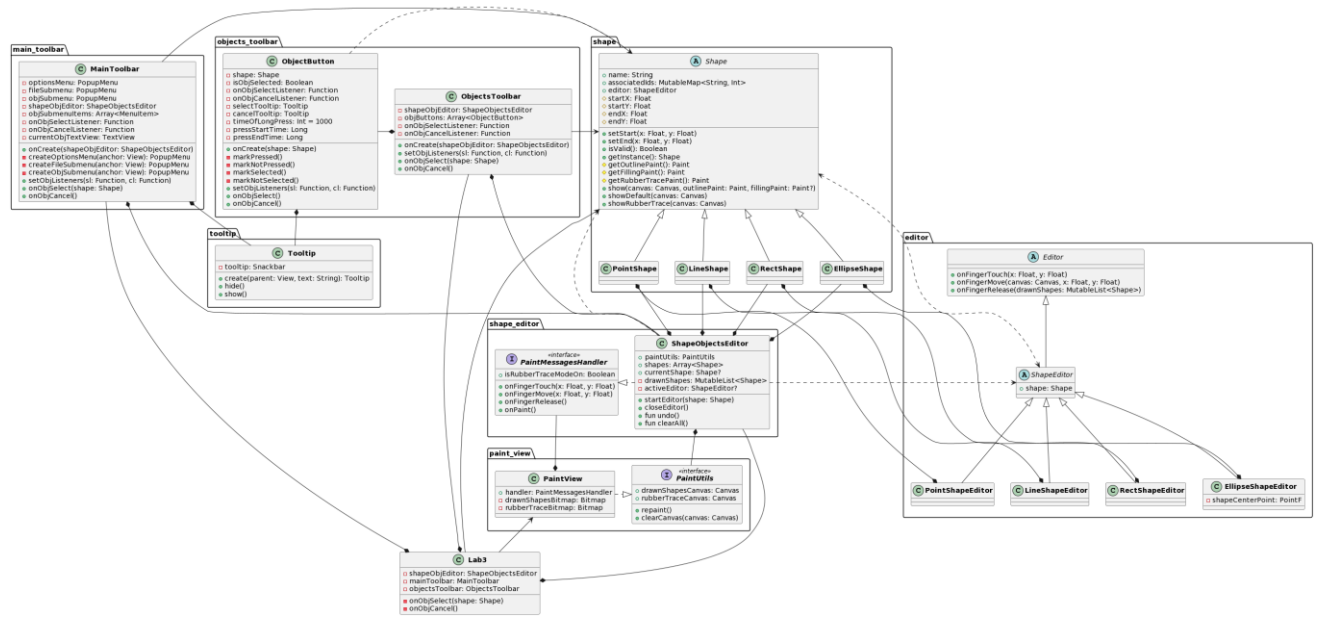 main_toolbar
C MainToolbar
optionsMenu: PopupMenu
fileSubmenu: PopupMenu
objSubmenu: PopupMenu
shapeObjEditor: ShapeObjectsEditor
objSubmenuItems: Array<MenuItem>
onObjSelectListener: Function
onObjCancelListener: Function
currentObjTextView: TextView
onCreate(shapeObjEditor: ShapeObjectsEditor)
createOptionsMenu(anchor: View): PopupMenu
createFileSubmenu(anchor: View): PopupMenu
createObjSubmenu(anchor: View): PopupMenu
setObjListeners(sl: Function, cl: Function)
onObjSelect(shape: Shape)
onObjCancel()
objects_toolbar
C ObjectButton
shape: Shape
isObjSelected: Boolean
onObjSelectListener: Function
onObjCancelListener: Function
selectTooltip: Tooltip
cancelTooltip: Tooltip
timeOfLongPress: Int = 1000
pressStartTime: Long
pressEndTime: Long
onCreate(shape: Shape)
markPressed()
markNotPressed()
markSelected()
markNotSelected()
setObjListeners(sl: Function, cl: Function)
onObjSelect()
onObjCancel()
C ObjectsToolbar
shapeObjEditor: ShapeObjectsEditor
objButtons: Array<ObjectButton>
onObjSelectListener: Function
onObjCancelListener: Function
onCreate(shapeObjEditor: ShapeObjectsEditor)
setObjListeners(sl: Function, cl: Function)
onObjSelect(shape: Shape)
onObjCancel()
shape
A Shape
name: String
associatedIds: MutableMap<String, Int>
editor: ShapeEditor
startX: Float
startY: Float
endX: Float
endY: Float
setStart(x: Float, y: Float)
setEnd(x: Float, y: Float)
isValid(): Boolean
getInstance(): Shape
getOutlinePaint(): Paint
getFillingPaint(): Paint
getRubberTracePaint(): Paint
show(canvas: Canvas, outlinePaint: Paint, fillingPaint: Paint?)
showDefault(canvas: Canvas)
showRubberTrace(canvas: Canvas)
C PointShape
C LineShape
C RectShape
C EllipseShape
tooltip
C Tooltip
tooltip: Snackbar
create(parent: View, text: String): Tooltip
hide()
show()
editor
A Editor
onFingerTouch(x: Float, y: Float)
onFingerMove(canvas: Canvas, x: Float, y: Float)
onFingerRelease(drawnShapes: MutableList<Shape>)
A ShapeEditor
shape: Shape
C PointShapeEditor
C LineShapeEditor
C RectShapeEditor
C EllipseShapeEditor
shapeCenterPoint: PointF
shape_editor
I «interface»
PaintMessagesHandler
isRubberTraceModeOn: Boolean
onFingerTouch(x: Float, y: Float)
onFingerMove(x: Float, y: Float)
onFingerRelease()
onPaint()
C ShapeObjectsEditor
paintUtils: PaintUtils
shapes: Array<Shape>
currentShape: Shape?
drawnShapes: MutableList<Shape>
activeEditor: ShapeEditor?
startEditor(shape: Shape)
closeEditor()
fun undo()
fun clearAll()
paint_view
C PaintView
handler: PaintMessagesHandler
drawnShapesBitmap: Bitmap
rubberTraceBitmap: Bitmap
I «interface»
PaintUtils
drawnShapesCanvas: Canvas
rubberTraceCanvas: Canvas
repaint()
clearCanvas(canvas: Canvas)
C Lab3
shapeObjEditor: ShapeObjectsEditor
mainToolbar: MainToolbar
objectsToolbar: ObjectsToolbar
onObjSelect(shape: Shape)
onObjCancel()